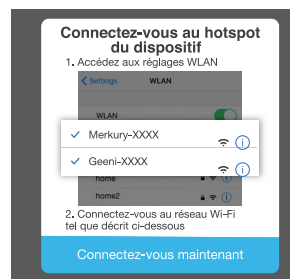 Connectez-vous au hotspot
du dispositif
1. Accédez aux réglages WLAN
Settings WLAN
WLAN
Merkury-XXXX
Geeni-XXXX
home
home2
2. Connectez-vous au réseau Wi-Fi
tel que décrit ci-dessous
Connectez-vous maintenant